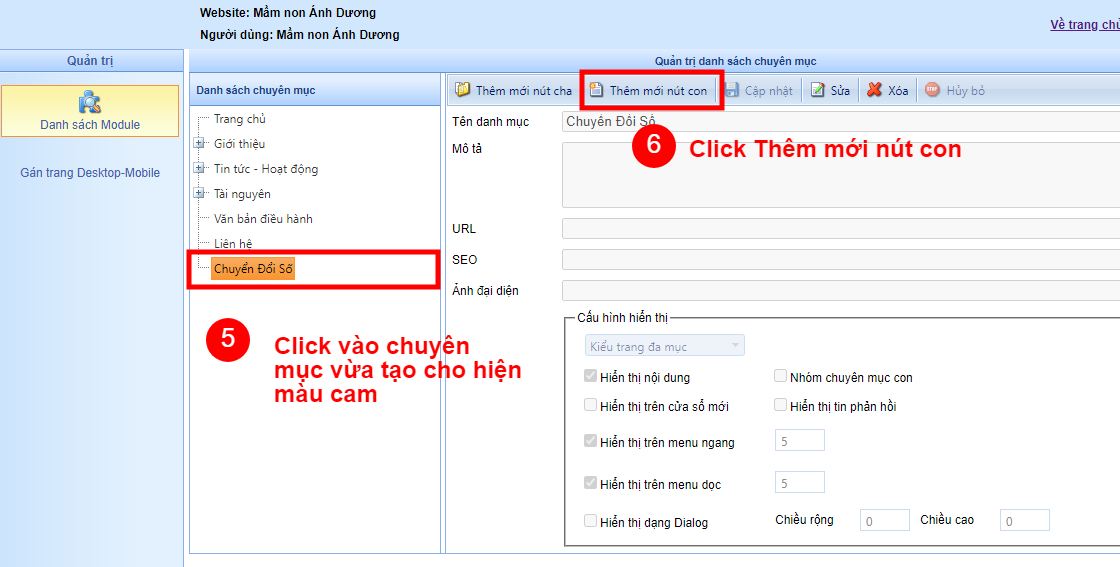 Website: Mầm non Ánh Dương
Người dùng: Mầm non Ánh Dương
Về trang chủ
Quản trị
Quản trị danh sách chuyên mục
Danh sách Module
Gán trang Desktop-Mobile
Danh sách chuyên mục
Trang chủ
Giới thiệu
Tin tức - Hoạt động
Tài nguyên
Văn bản điều hành
Liên hệ
Chuyển Đổi Số
5
Click vào chuyên
mục vừa tạo cho hiện
màu cam
Thêm mới nút cha
Thêm mới nút con
Cập nhật
Sửa
Xóa
Hủy bỏ
Tên danh mục
Chuyển Đổi Số
6
Click Thêm mới nút con
Mô tả
URL
SEO
Ảnh đại diện
Cấu hình hiển thị
Kiểu trang đa mục
Hiển thị nội dung
Nhóm chuyên mục con
Hiển thị trên cửa sổ mới
Hiển thị tin phản hồi
Hiển thị trên menu ngang
5
Hiển thị trên menu dọc
5
Hiển thị dạng Dialog
Chiều rộng
0
Chiều cao
0